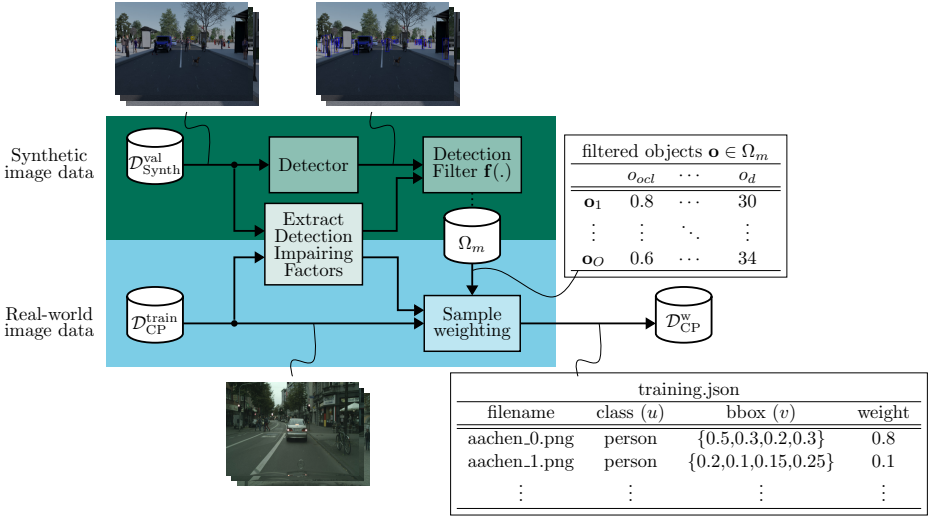 Synthetic
image data
𝒟^val_Synth
Detector
Detection
Filter f(.)
Extract
Detection
Impairing
Factors
Ω_m
filtered objects o ∈ Ω_m
o_ocl ⋯ o_d
o_1 0.8 ⋯ 30
⋮ ⋮ ⋱ ⋮
o_O 0.6 ⋯ 34
Real-world
image data
𝒟^train_CP
Sample
weighting
𝒟^w_CP
training.json
filename class (u) bbox (v) weight
aachen_0.png person {0.5,0.3,0.2,0.3} 0.8
aachen_1.png person {0.2,0.1,0.15,0.25} 0.1
⋮ ⋮ ⋮ ⋮